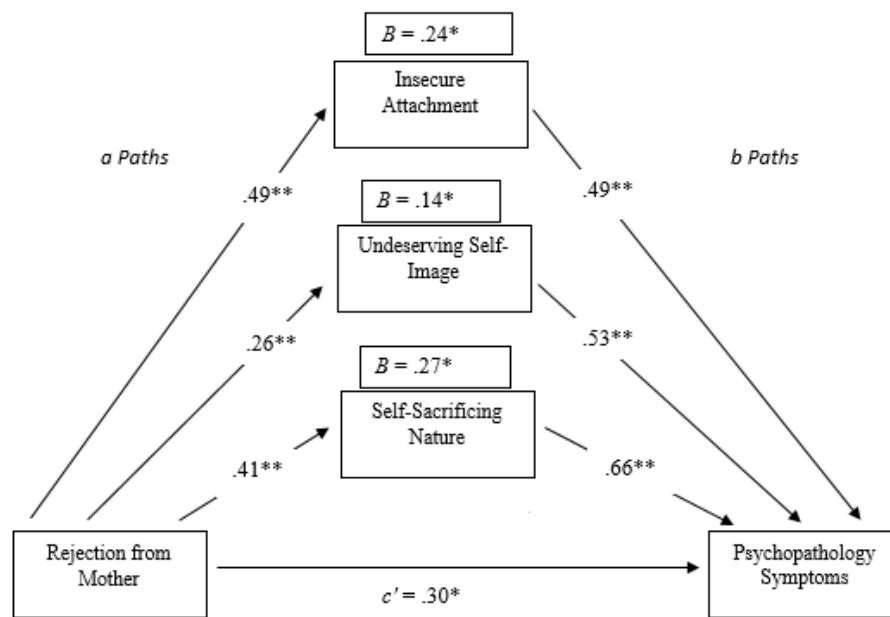 B = .24*
Insecure
Attachment
a Paths
b Paths
.49**
.49**
B = .14*
Undeserving Self-
Image
.26**
.53**
B = .27*
Self-Sacrificing
Nature
.41**
.66**
Rejection from
Mother
Psychopathology
Symptoms
c' = .30*